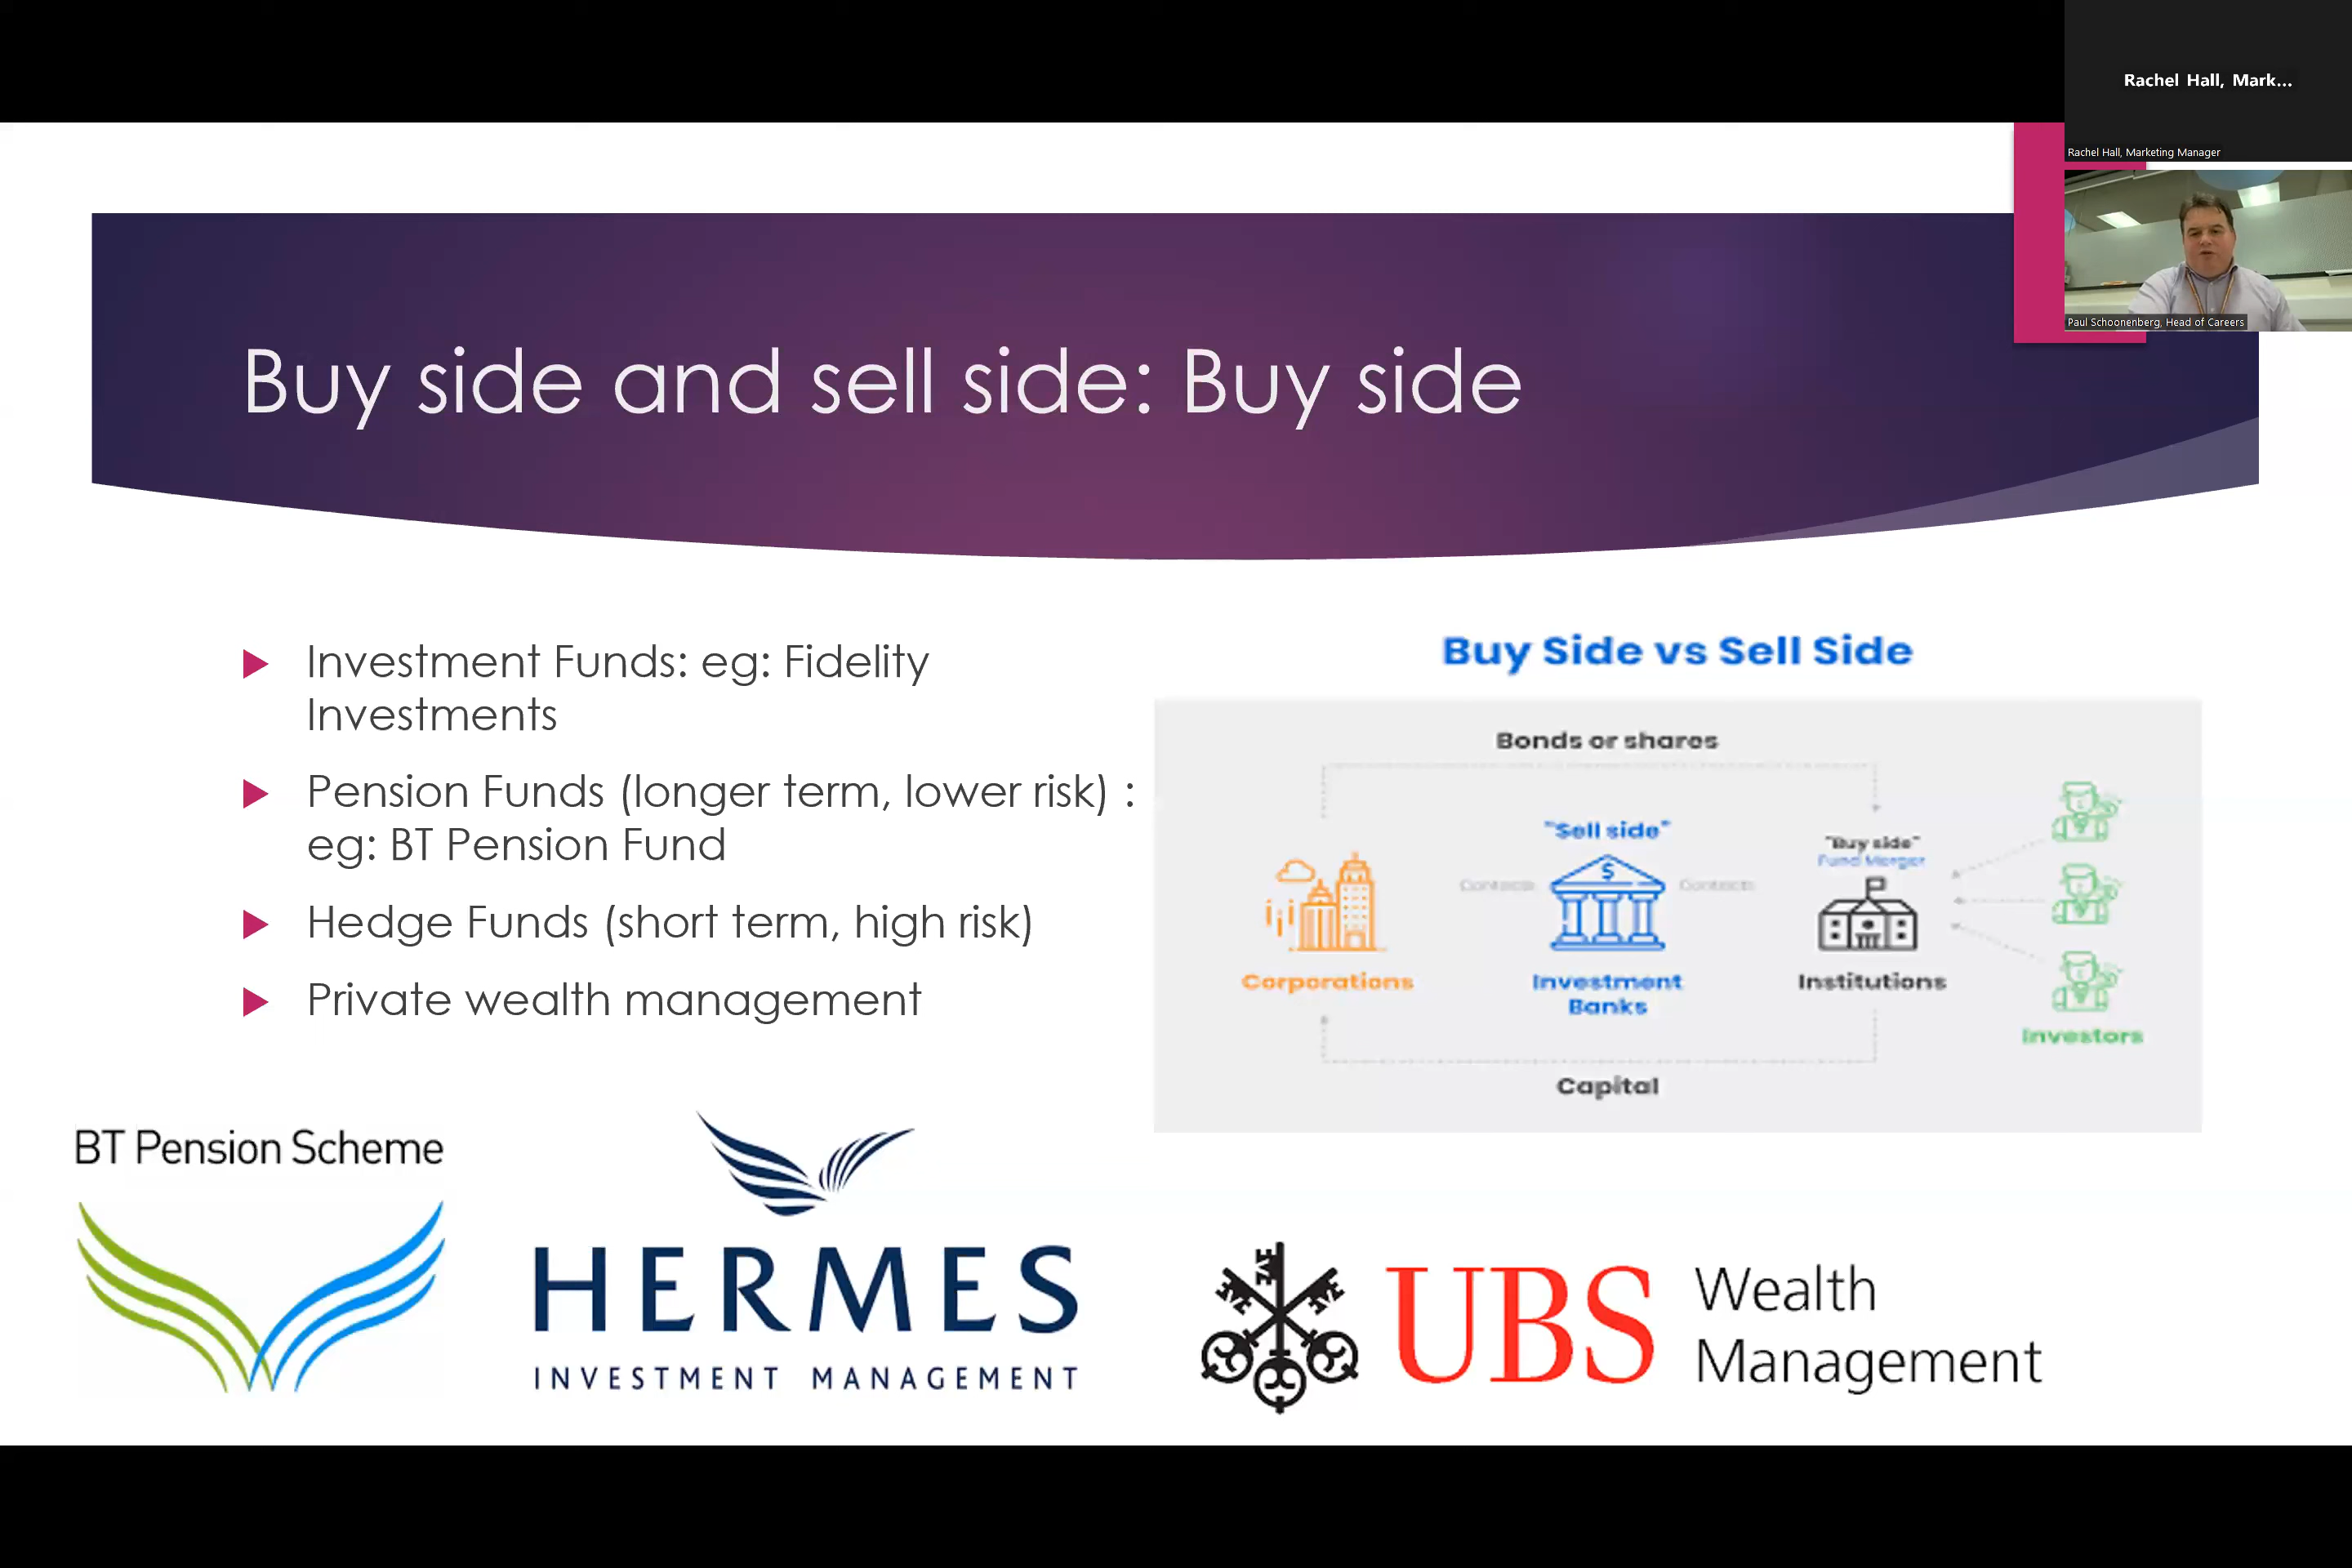 Rachel Hall, Mark...
Rachel Hall, Marketing Manager
Paul Schoonenberg, Head of Careers
Buy side and sell side: Buy side
Investment Funds: eg: Fidelity
Investments
Pension Funds (longer term, lower risk) :
eg: BT Pension Fund
Hedge Funds (short term, high risk)
Private wealth management
Buy Side vs Sell Side
Bonds or shares
"Sell side"
"Buy side"
Fund Merger
Contacts
Contacts
Corporations
Investment
Banks
Institutions
Investors
Capital
BT Pension Scheme
HERMES
INVESTMENT MANAGEMENT
UBS
Wealth
Management